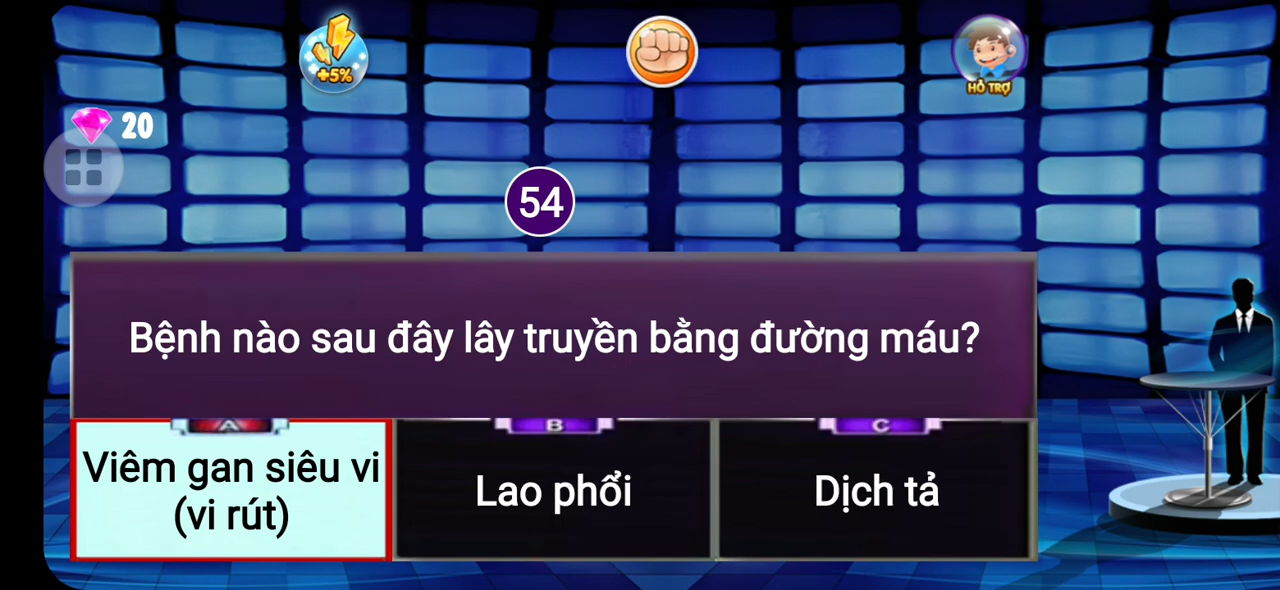 +5%
HỖ TRỢ
20
54
Bệnh nào sau đây lây truyền bằng đường máu?
A
B
C
Viêm gan siêu vi
(vi rút)
Lao phổi
Dịch tả